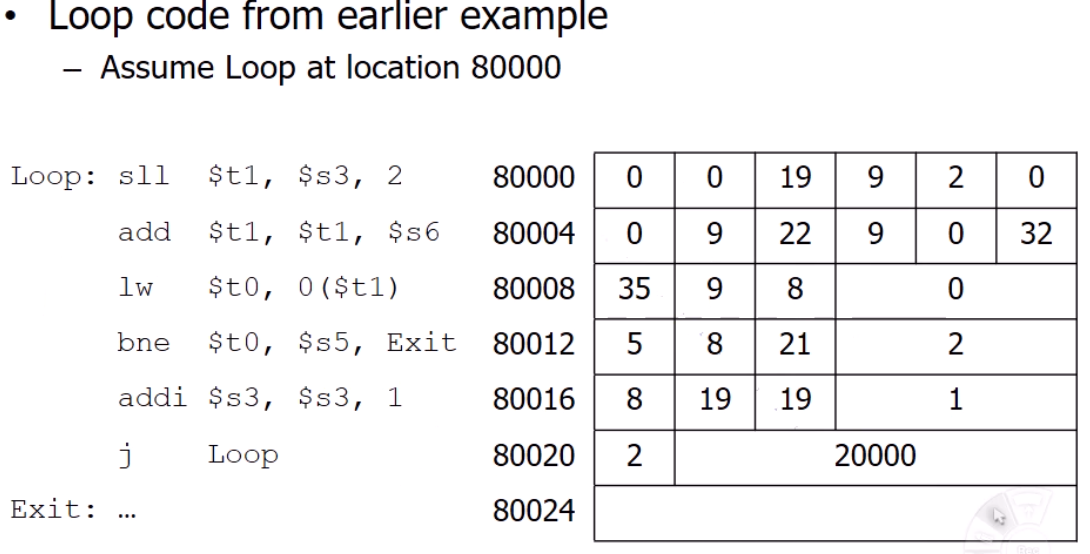 • Loop code from earlier example
– Assume Loop at location 80000
Loop: sll $t1, $s3, 2 80000 0 0 19 9 2 0
add $t1, $t1, $s6 80004 0 9 22 9 0 32
lw $t0, 0($t1) 80008 35 9 8 0
bne $t0, $s5, Exit 80012 5 8 21 2
addi $s3, $s3, 1 80016 8 19 19 1
j Loop 80020 2 20000
Exit: … 80024